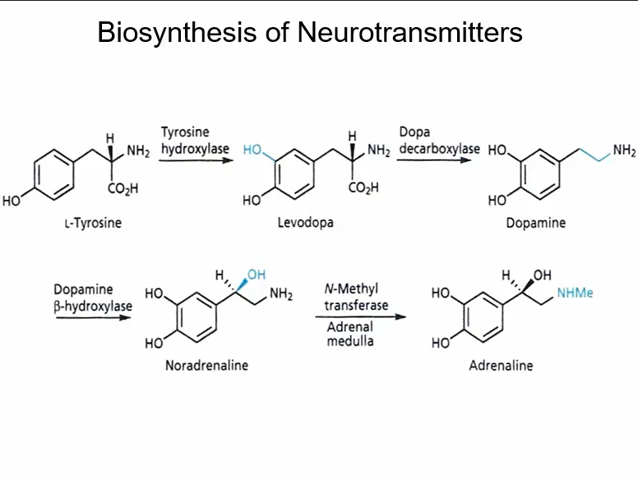 Biosynthesis of Neurotransmitters
Tyrosine
hydroxylase
Dopa
decarboxylase
H
NH₂
CO₂H
HO
L-Tyrosine
HO
H
NH₂
CO₂H
HO
Levodopa
HO
NH₂
HO
Dopamine
Dopamine
β-hydroxylase
H
OH
HO
NH₂
HO
Noradrenaline
N-Methyl
transferase
Adrenal
medulla
H
OH
HO
NHMe
HO
Adrenaline